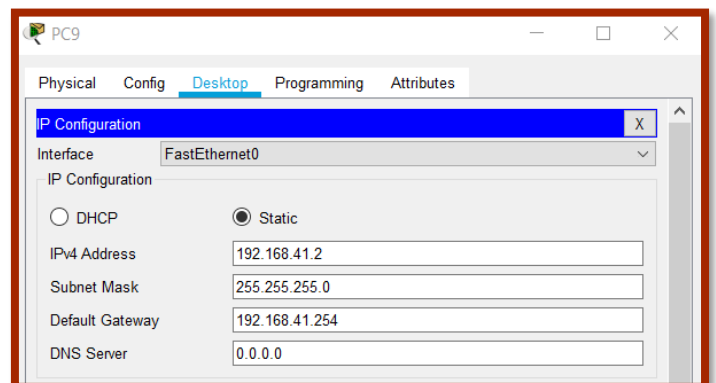 PC9
Physical Config Desktop Programming Attributes
IP Configuration X
Interface FastEthernet0
IP Configuration
DHCP Static
IPv4 Address 192.168.41.2
Subnet Mask 255.255.255.0
Default Gateway 192.168.41.254
DNS Server 0.0.0.0